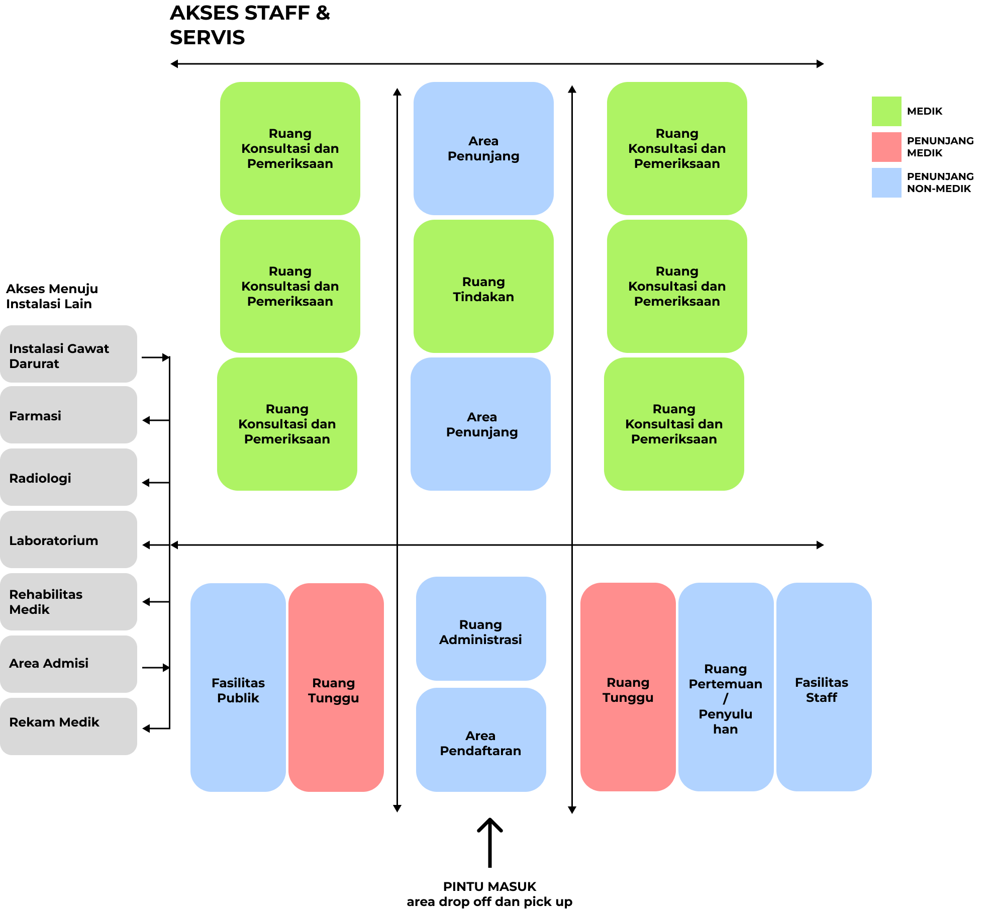 AKSES STAFF &
SERVIS
Ruang
Konsultasi dan
Pemeriksaan
Area
Penunjang
Ruang
Konsultasi dan
Pemeriksaan
MEDIK
PENUNJANG
MEDIK
PENUNJANG
NON-MEDIK
Ruang
Konsultasi dan
Pemeriksaan
Ruang
Tindakan
Ruang
Konsultasi dan
Pemeriksaan
Ruang
Konsultasi dan
Pemeriksaan
Area
Penunjang
Ruang
Konsultasi dan
Pemeriksaan
Akses Menuju
Instalasi Lain
Instalasi Gawat
Darurat
Farmasi
Radiologi
Laboratorium
Rehabilitas
Medik
Area Admisi
Rekam Medik
Fasilitas
Publik
Ruang
Tunggu
Ruang
Administrasi
Area
Pendaftaran
Ruang
Tunggu
Ruang
Pertemuan
/
Penyulu
han
Fasilitas
Staff
PINTU MASUK
area drop off dan pick up